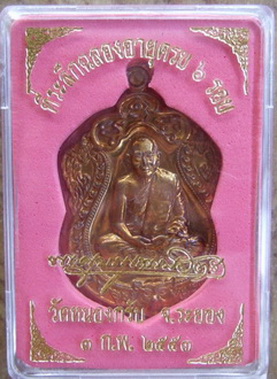 ที่ระลึกฉลองอายุครบ ๖ รอบ
วัดหนองกรับ จ.ระยอง
๓ ก.พ. ๒๕๕๓